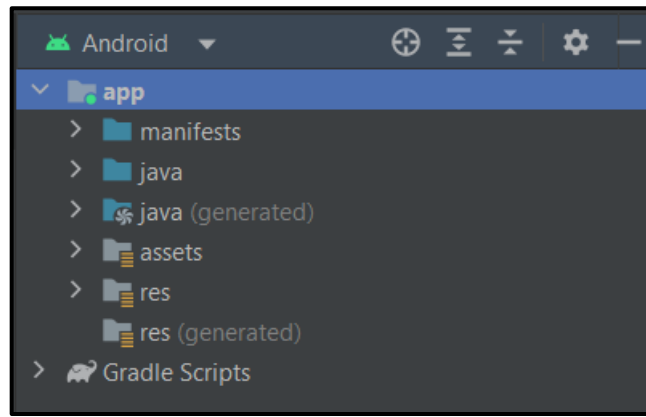 Android
app
manifests
java
java (generated)
assets
res
res (generated)
Gradle Scripts